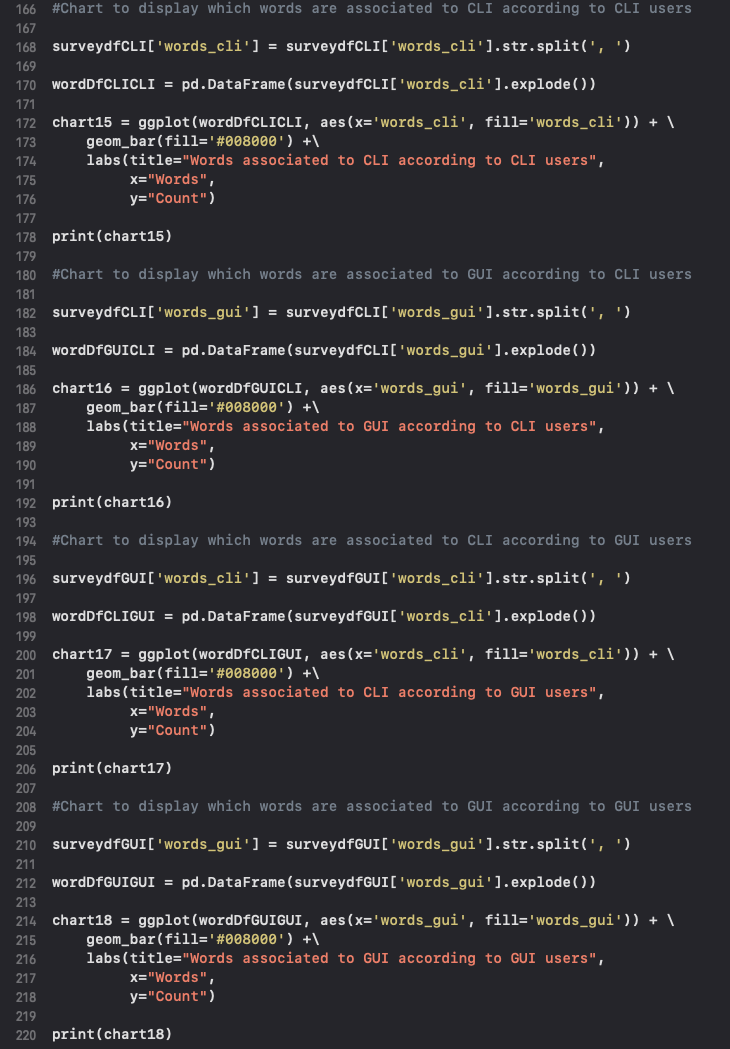 166 #Chart to display which words are associated to CLI according to CLI users
167
168 surveydfCLI['words_cli'] = surveydfCLI['words_cli'].str.split(', ')
169
170 wordDfCLICLI = pd.DataFrame(surveydfCLI['words_cli'].explode())
171
172 chart15 = ggplot(wordDfCLICLI, aes(x='words_cli', fill='words_cli')) + \
173     geom_bar(fill='#008000') +\
174     labs(title="Words associated to CLI according to CLI users",
175          x="Words",
176          y="Count")
177
178 print(chart15)
179
180 #Chart to display which words are associated to GUI according to CLI users
181
182 surveydfCLI['words_gui'] = surveydfCLI['words_gui'].str.split(', ')
183
184 wordDfGUICLI = pd.DataFrame(surveydfCLI['words_gui'].explode())
185
186 chart16 = ggplot(wordDfGUICLI, aes(x='words_gui', fill='words_gui')) + \
187     geom_bar(fill='#008000') +\
188     labs(title="Words associated to GUI according to CLI users",
189          x="Words",
190          y="Count")
191
192 print(chart16)
193
194 #Chart to display which words are associated to CLI according to GUI users
195
196 surveydfGUI['words_cli'] = surveydfGUI['words_cli'].str.split(', ')
197
198 wordDfCLIGUI = pd.DataFrame(surveydfGUI['words_cli'].explode())
199
200 chart17 = ggplot(wordDfCLIGUI, aes(x='words_cli', fill='words_cli')) + \
201     geom_bar(fill='#008000') +\
202     labs(title="Words associated to CLI according to GUI users",
203          x="Words",
204          y="Count")
205
206 print(chart17)
207
208 #Chart to display which words are associated to GUI according to GUI users
209
210 surveydfGUI['words_gui'] = surveydfGUI['words_gui'].str.split(', ')
211
212 wordDfGUIGUI = pd.DataFrame(surveydfGUI['words_gui'].explode())
213
214 chart18 = ggplot(wordDfGUIGUI, aes(x='words_gui', fill='words_gui')) + \
215     geom_bar(fill='#008000') +\
216     labs(title="Words associated to GUI according to GUI users",
217          x="Words",
218          y="Count")
219
220 print(chart18)